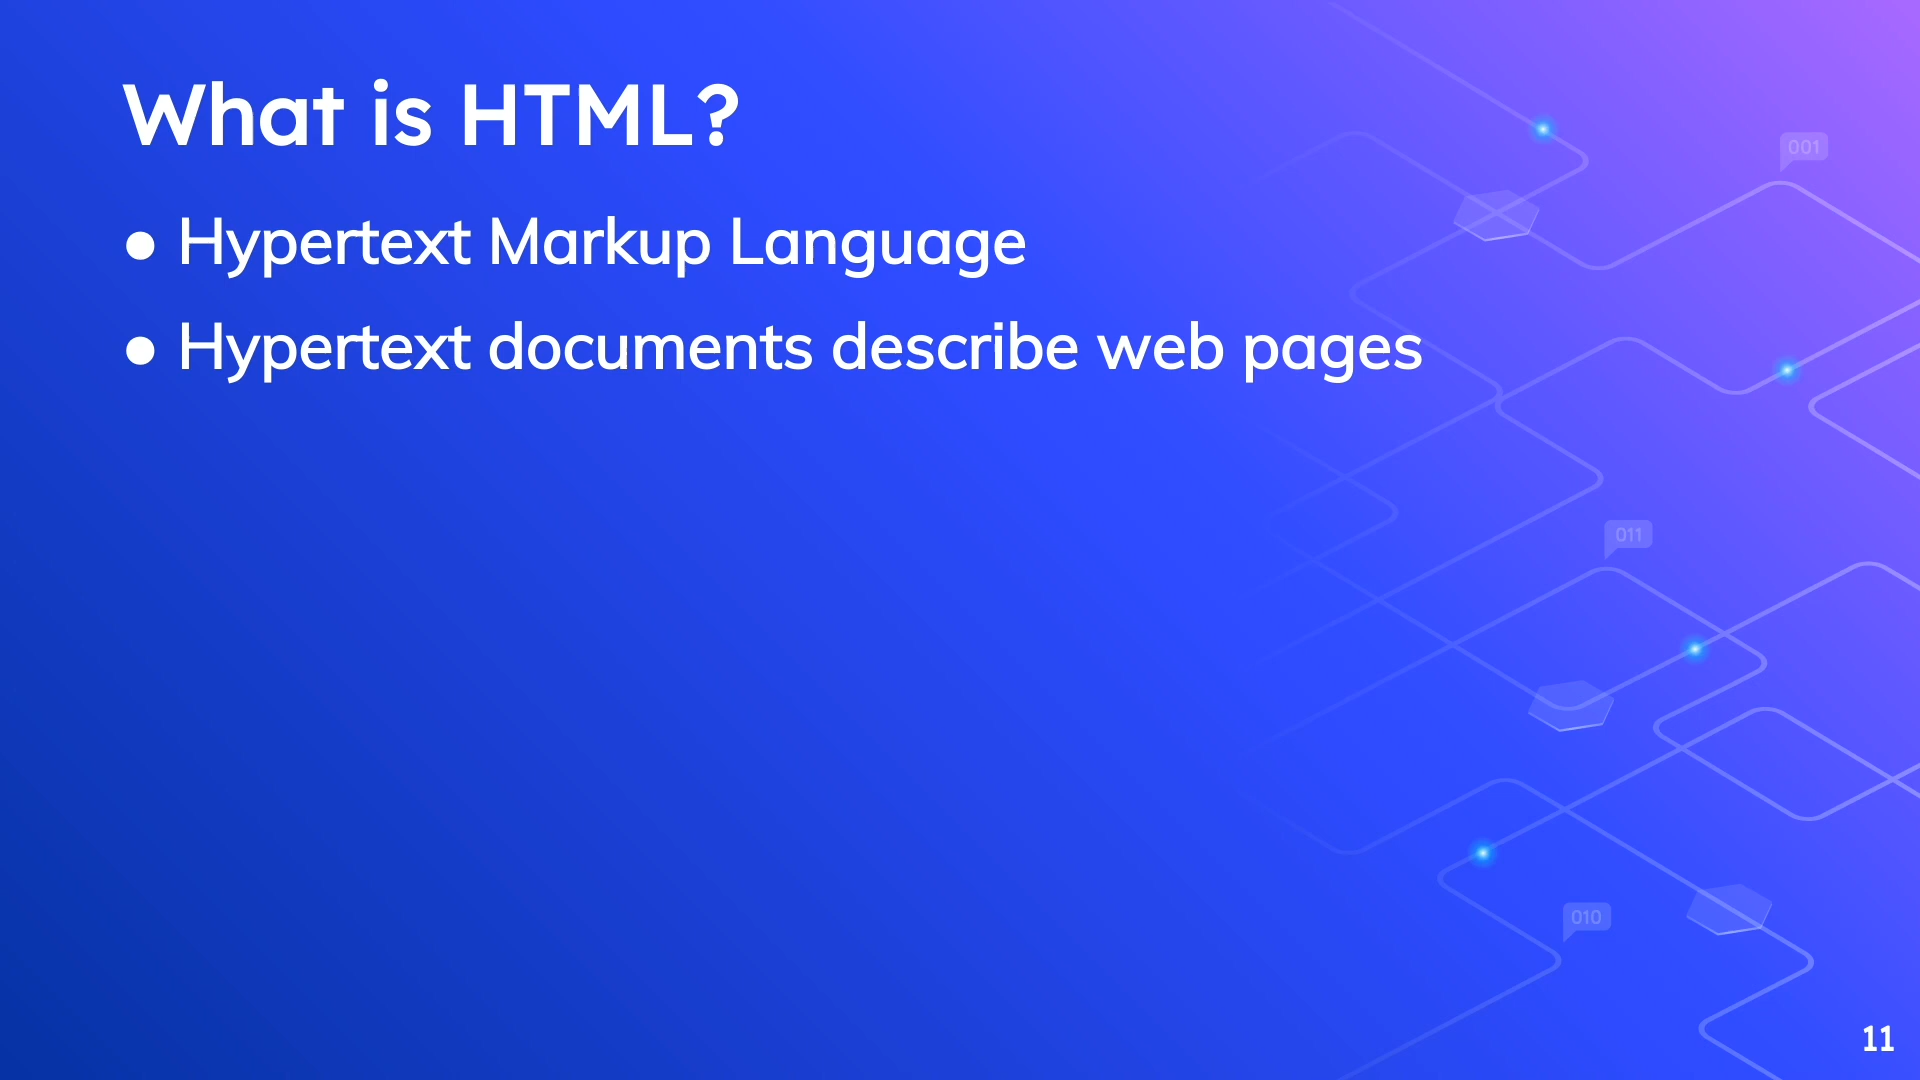 What is HTML?
● Hypertext Markup Language
● Hypertext documents describe web pages
001
011
010
11